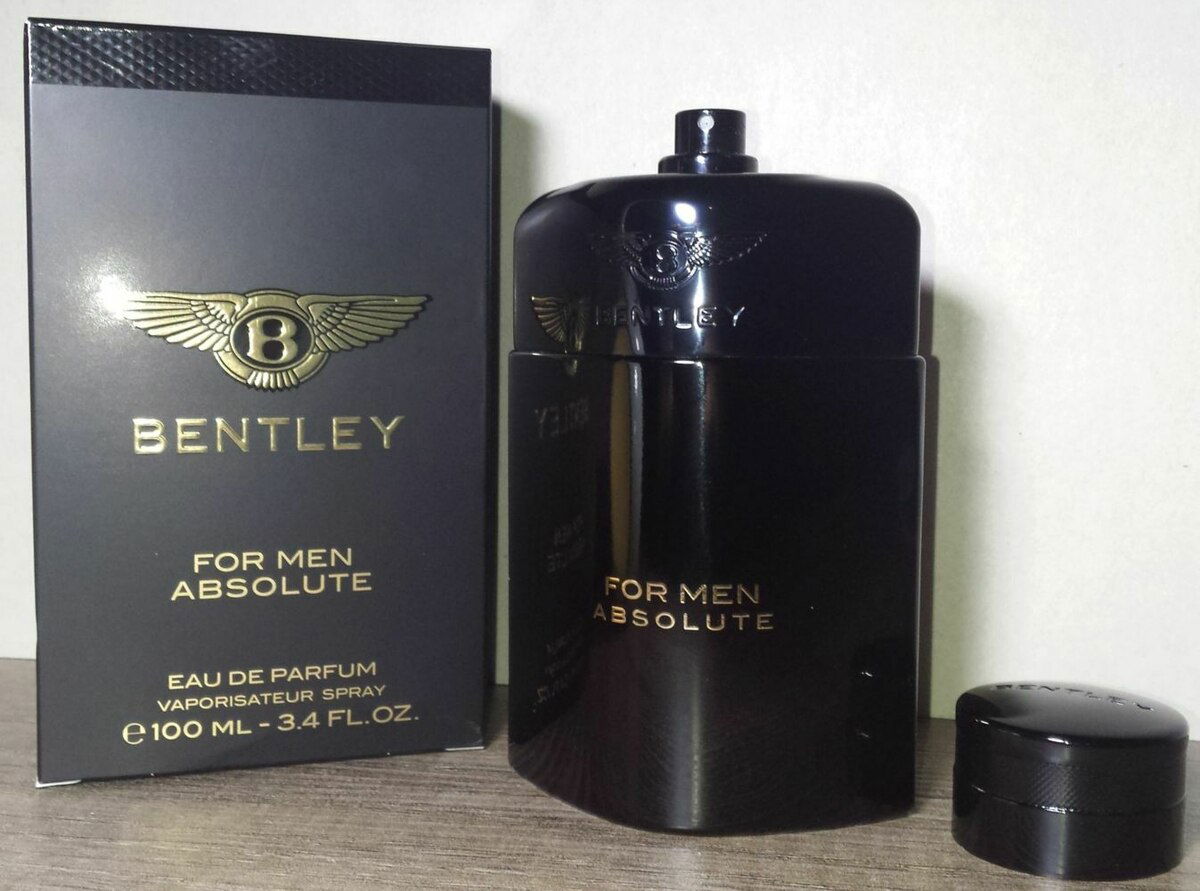 B
BENTLEY
FOR MEN
ABSOLUTE
EAU DE PARFUM
VAPORISATEUR SPRAY
℮ 100 ML - 3.4 FL.OZ.
B
BENTLEY
FOR MEN
ABSOLUTE
BENTLEY